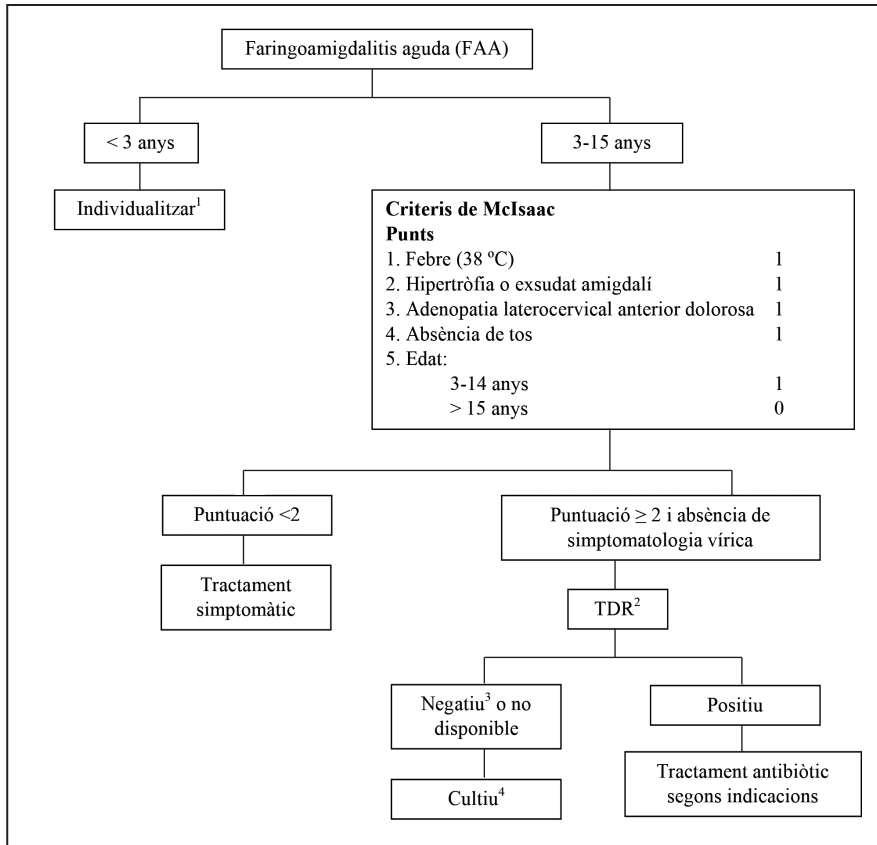 Faringoamigdalitis aguda (FAA)
< 3 anys
3-15 anys
Individualitzar¹
Criteris de McIsaac
Punts
1. Febre (38 ºC) 1
2. Hipertròfia o exsudat amigdalí 1
3. Adenopatia laterocervical anterior dolorosa 1
4. Absència de tos 1
5. Edat:
3-14 anys 1
> 15 anys 0
Puntuació <2
Puntuació ≥ 2 i absència de
simptomatologia vírica
Tractament
simptomàtic
TDR²
Negatiu³ o no
disponible
Positiu
Cultiu⁴
Tractament antibiòtic
segons indicacions